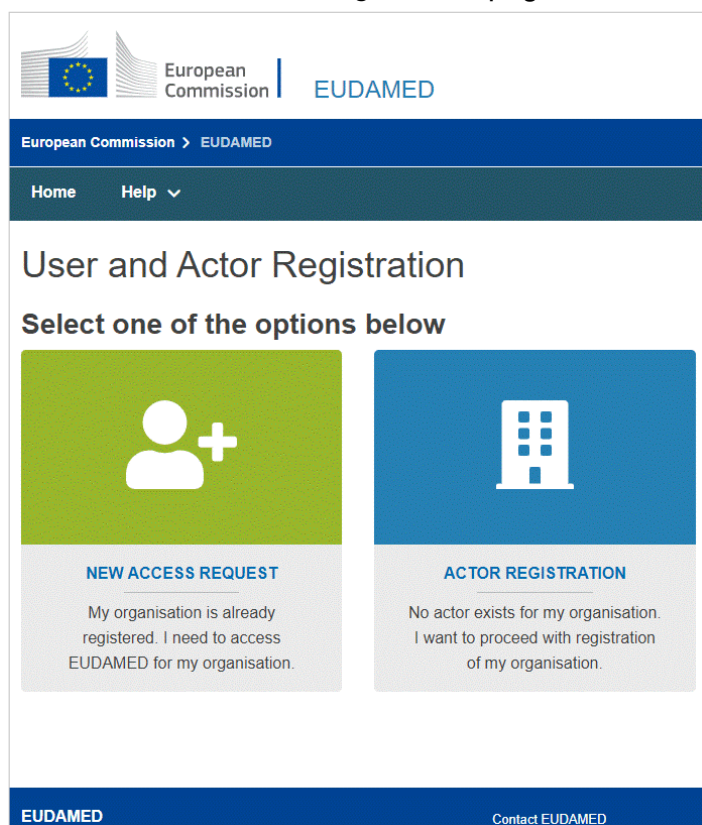 European
Commission
EUDAMED
European Commission > EUDAMED
Home Help
User and Actor Registration
Select one of the options below
NEW ACCESS REQUEST
My organisation is already
registered. I need to access
EUDAMED for my organisation.
ACTOR REGISTRATION
No actor exists for my organisation.
I want to proceed with registration
of my organisation.
EUDAMED
Contact EUDAMED